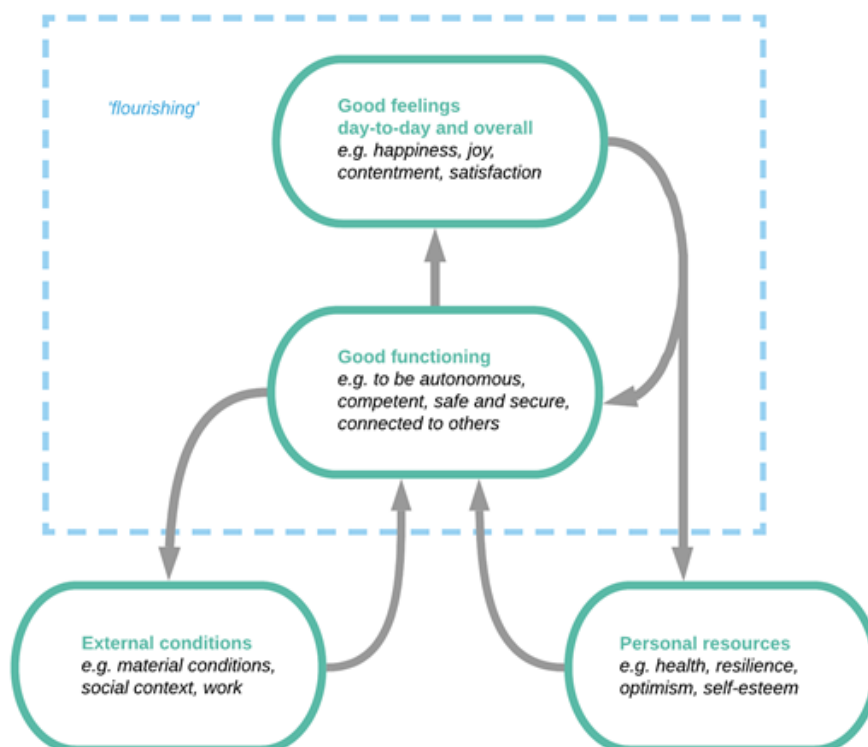 'flourishing'
Good feelings
day-to-day and overall
e.g. happiness, joy,
contentment, satisfaction
Good functioning
e.g. to be autonomous,
competent, safe and secure,
connected to others
External conditions
e.g. material conditions,
social context, work
Personal resources
e.g. health, resilience,
optimism, self-esteem